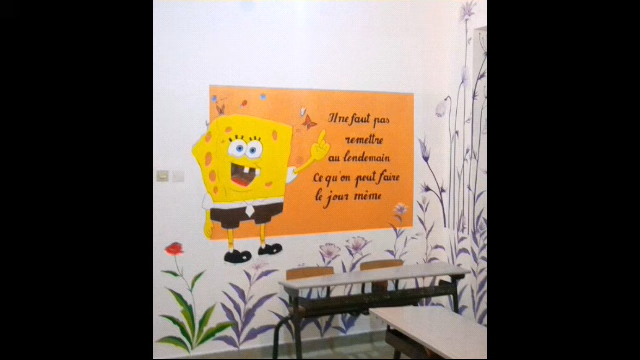 Il ne faut pas
remettre
au lendemain
Ce qu'on peut faire
le jour même